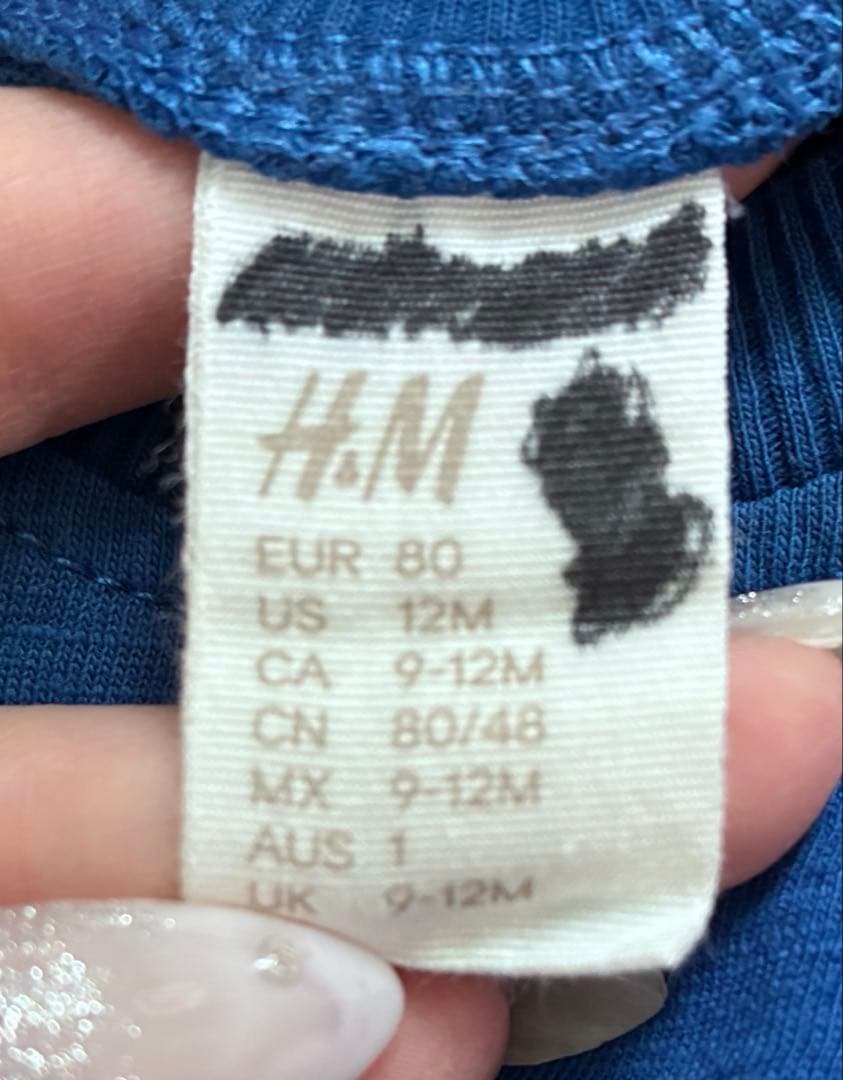 H&M
EUR 80
US 12M
CA 9-12M
CN 80/48
MX 9-12M
AUS 1
UK 9-12M